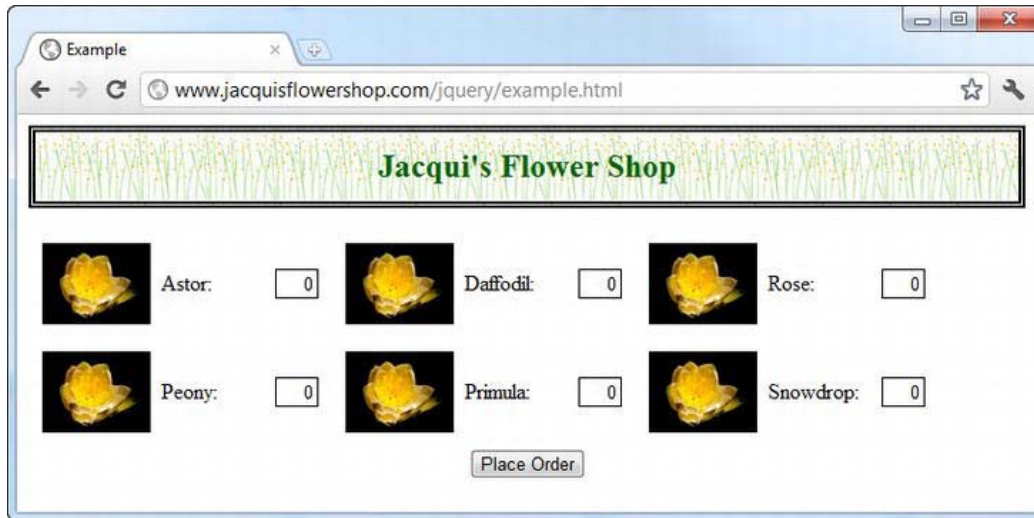 Example
www.jacquisflowershop.com/jquery/example.html
Jacqui's Flower Shop
Astor: 0 Daffodil: 0 Rose: 0
Peony: 0 Primula: 0 Snowdrop: 0
Place Order